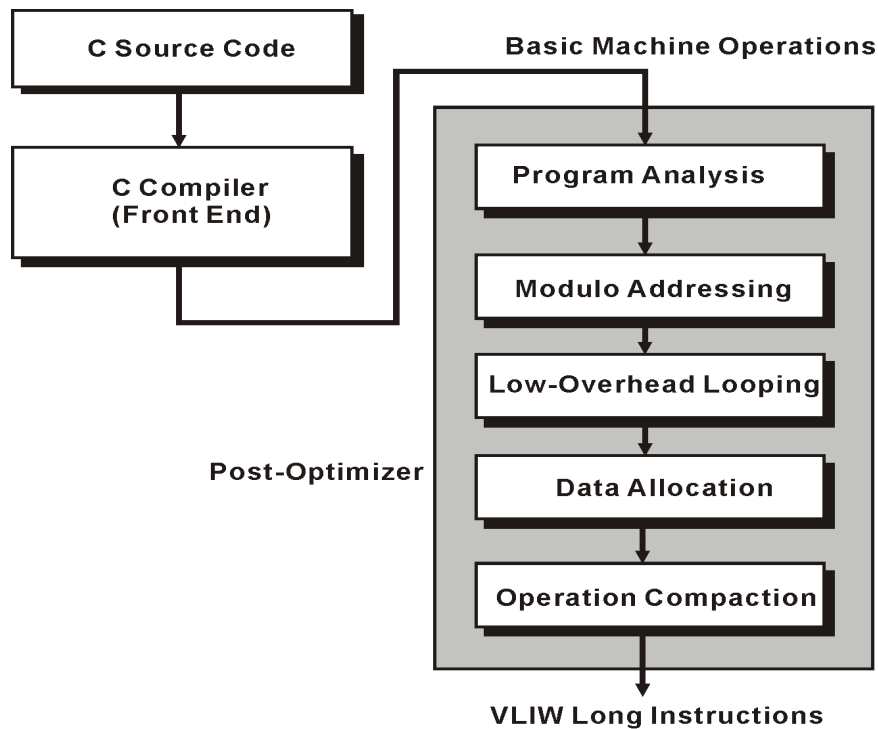 C Source Code
C Compiler
(Front End)
Basic Machine Operations
Program Analysis
Modulo Addressing
Low-Overhead Looping
Data Allocation
Operation Compaction
Post-Optimizer
VLIW Long Instructions